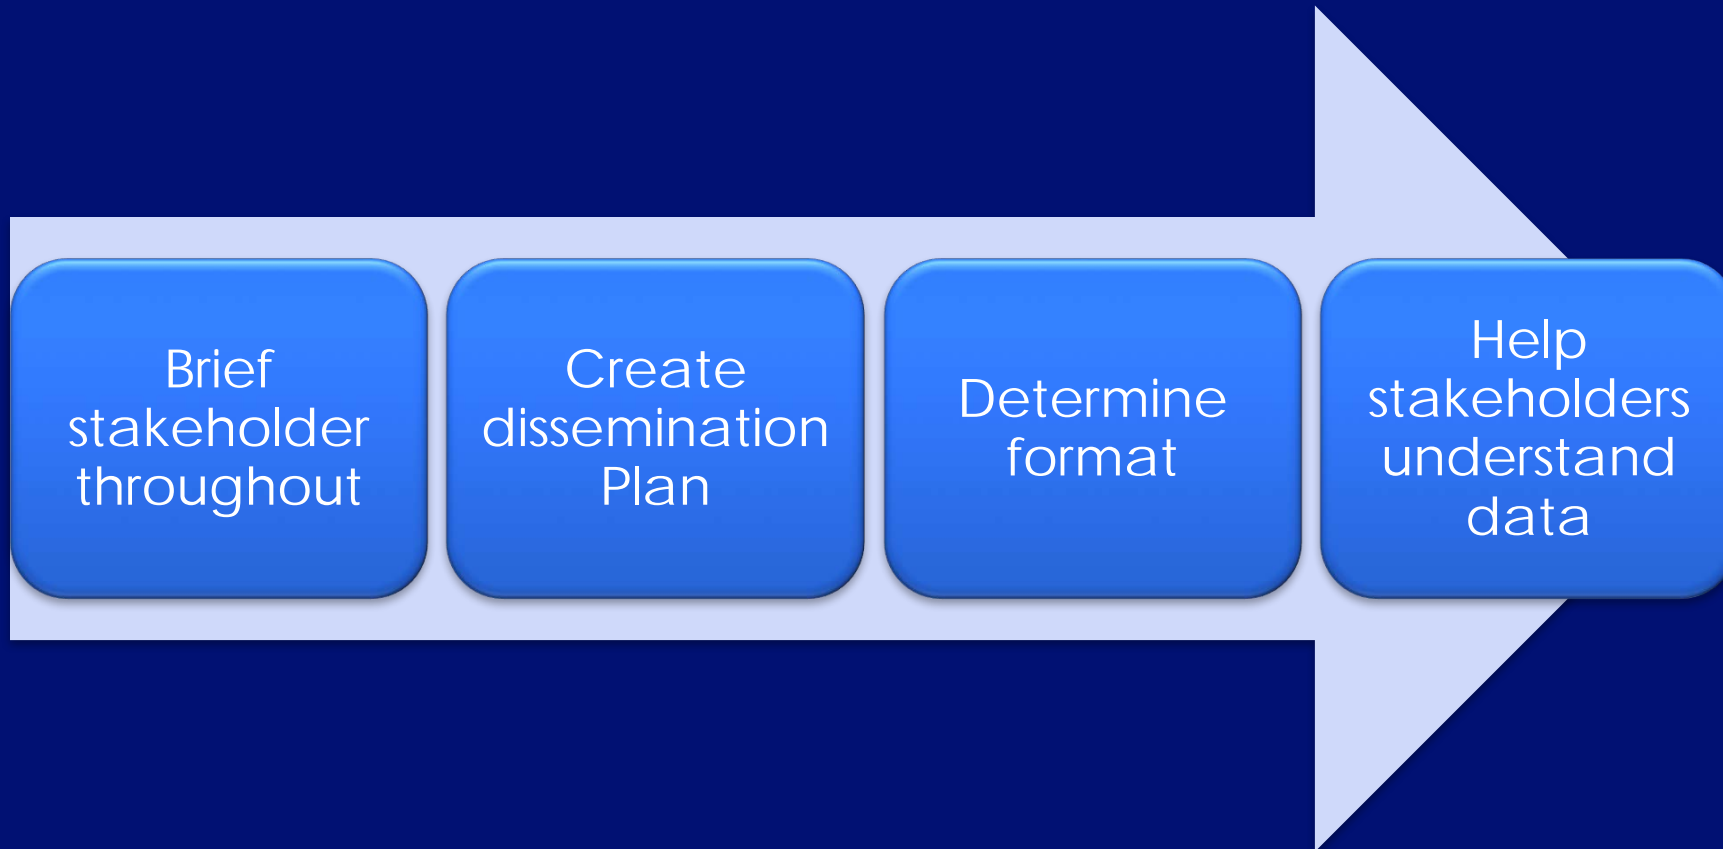 Brief
stakeholder
throughout
Create
dissemination
Plan
Determine
format
Help
stakeholders
understand
data